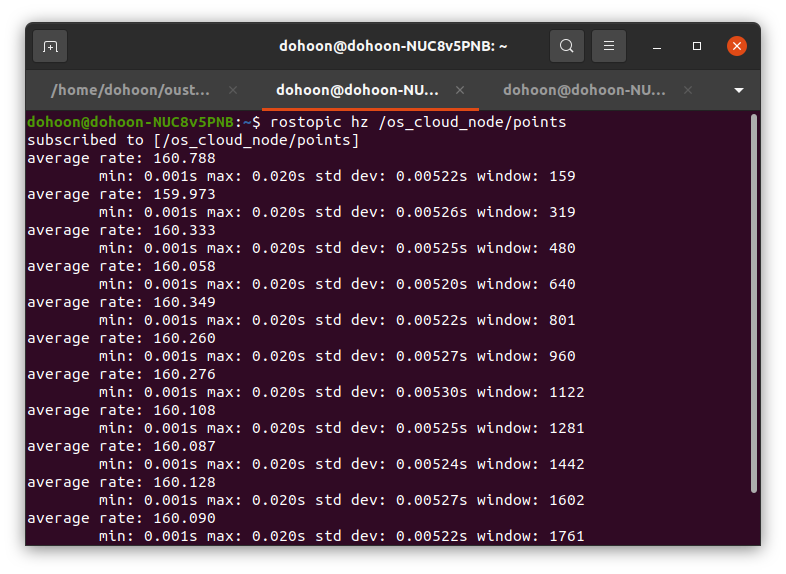 dohoon@dohoon-NUC8v5PNB: ~
/home/dohoon/oust...
dohoon@dohoon-NU...
dohoon@dohoon-NU...
dohoon@dohoon-NUC8v5PNB:~$ rostopic hz /os_cloud_node/points
subscribed to [/os_cloud_node/points]
average rate: 160.788
min: 0.001s max: 0.020s std dev: 0.00522s window: 159
average rate: 159.973
min: 0.001s max: 0.020s std dev: 0.00526s window: 319
average rate: 160.333
min: 0.001s max: 0.020s std dev: 0.00525s window: 480
average rate: 160.058
min: 0.001s max: 0.020s std dev: 0.00520s window: 640
average rate: 160.349
min: 0.001s max: 0.020s std dev: 0.00522s window: 801
average rate: 160.260
min: 0.001s max: 0.020s std dev: 0.00527s window: 960
average rate: 160.276
min: 0.001s max: 0.020s std dev: 0.00530s window: 1122
average rate: 160.108
min: 0.001s max: 0.020s std dev: 0.00525s window: 1281
average rate: 160.087
min: 0.001s max: 0.020s std dev: 0.00524s window: 1442
average rate: 160.128
min: 0.001s max: 0.020s std dev: 0.00527s window: 1602
average rate: 160.090
min: 0.001s max: 0.020s std dev: 0.00522s window: 1761